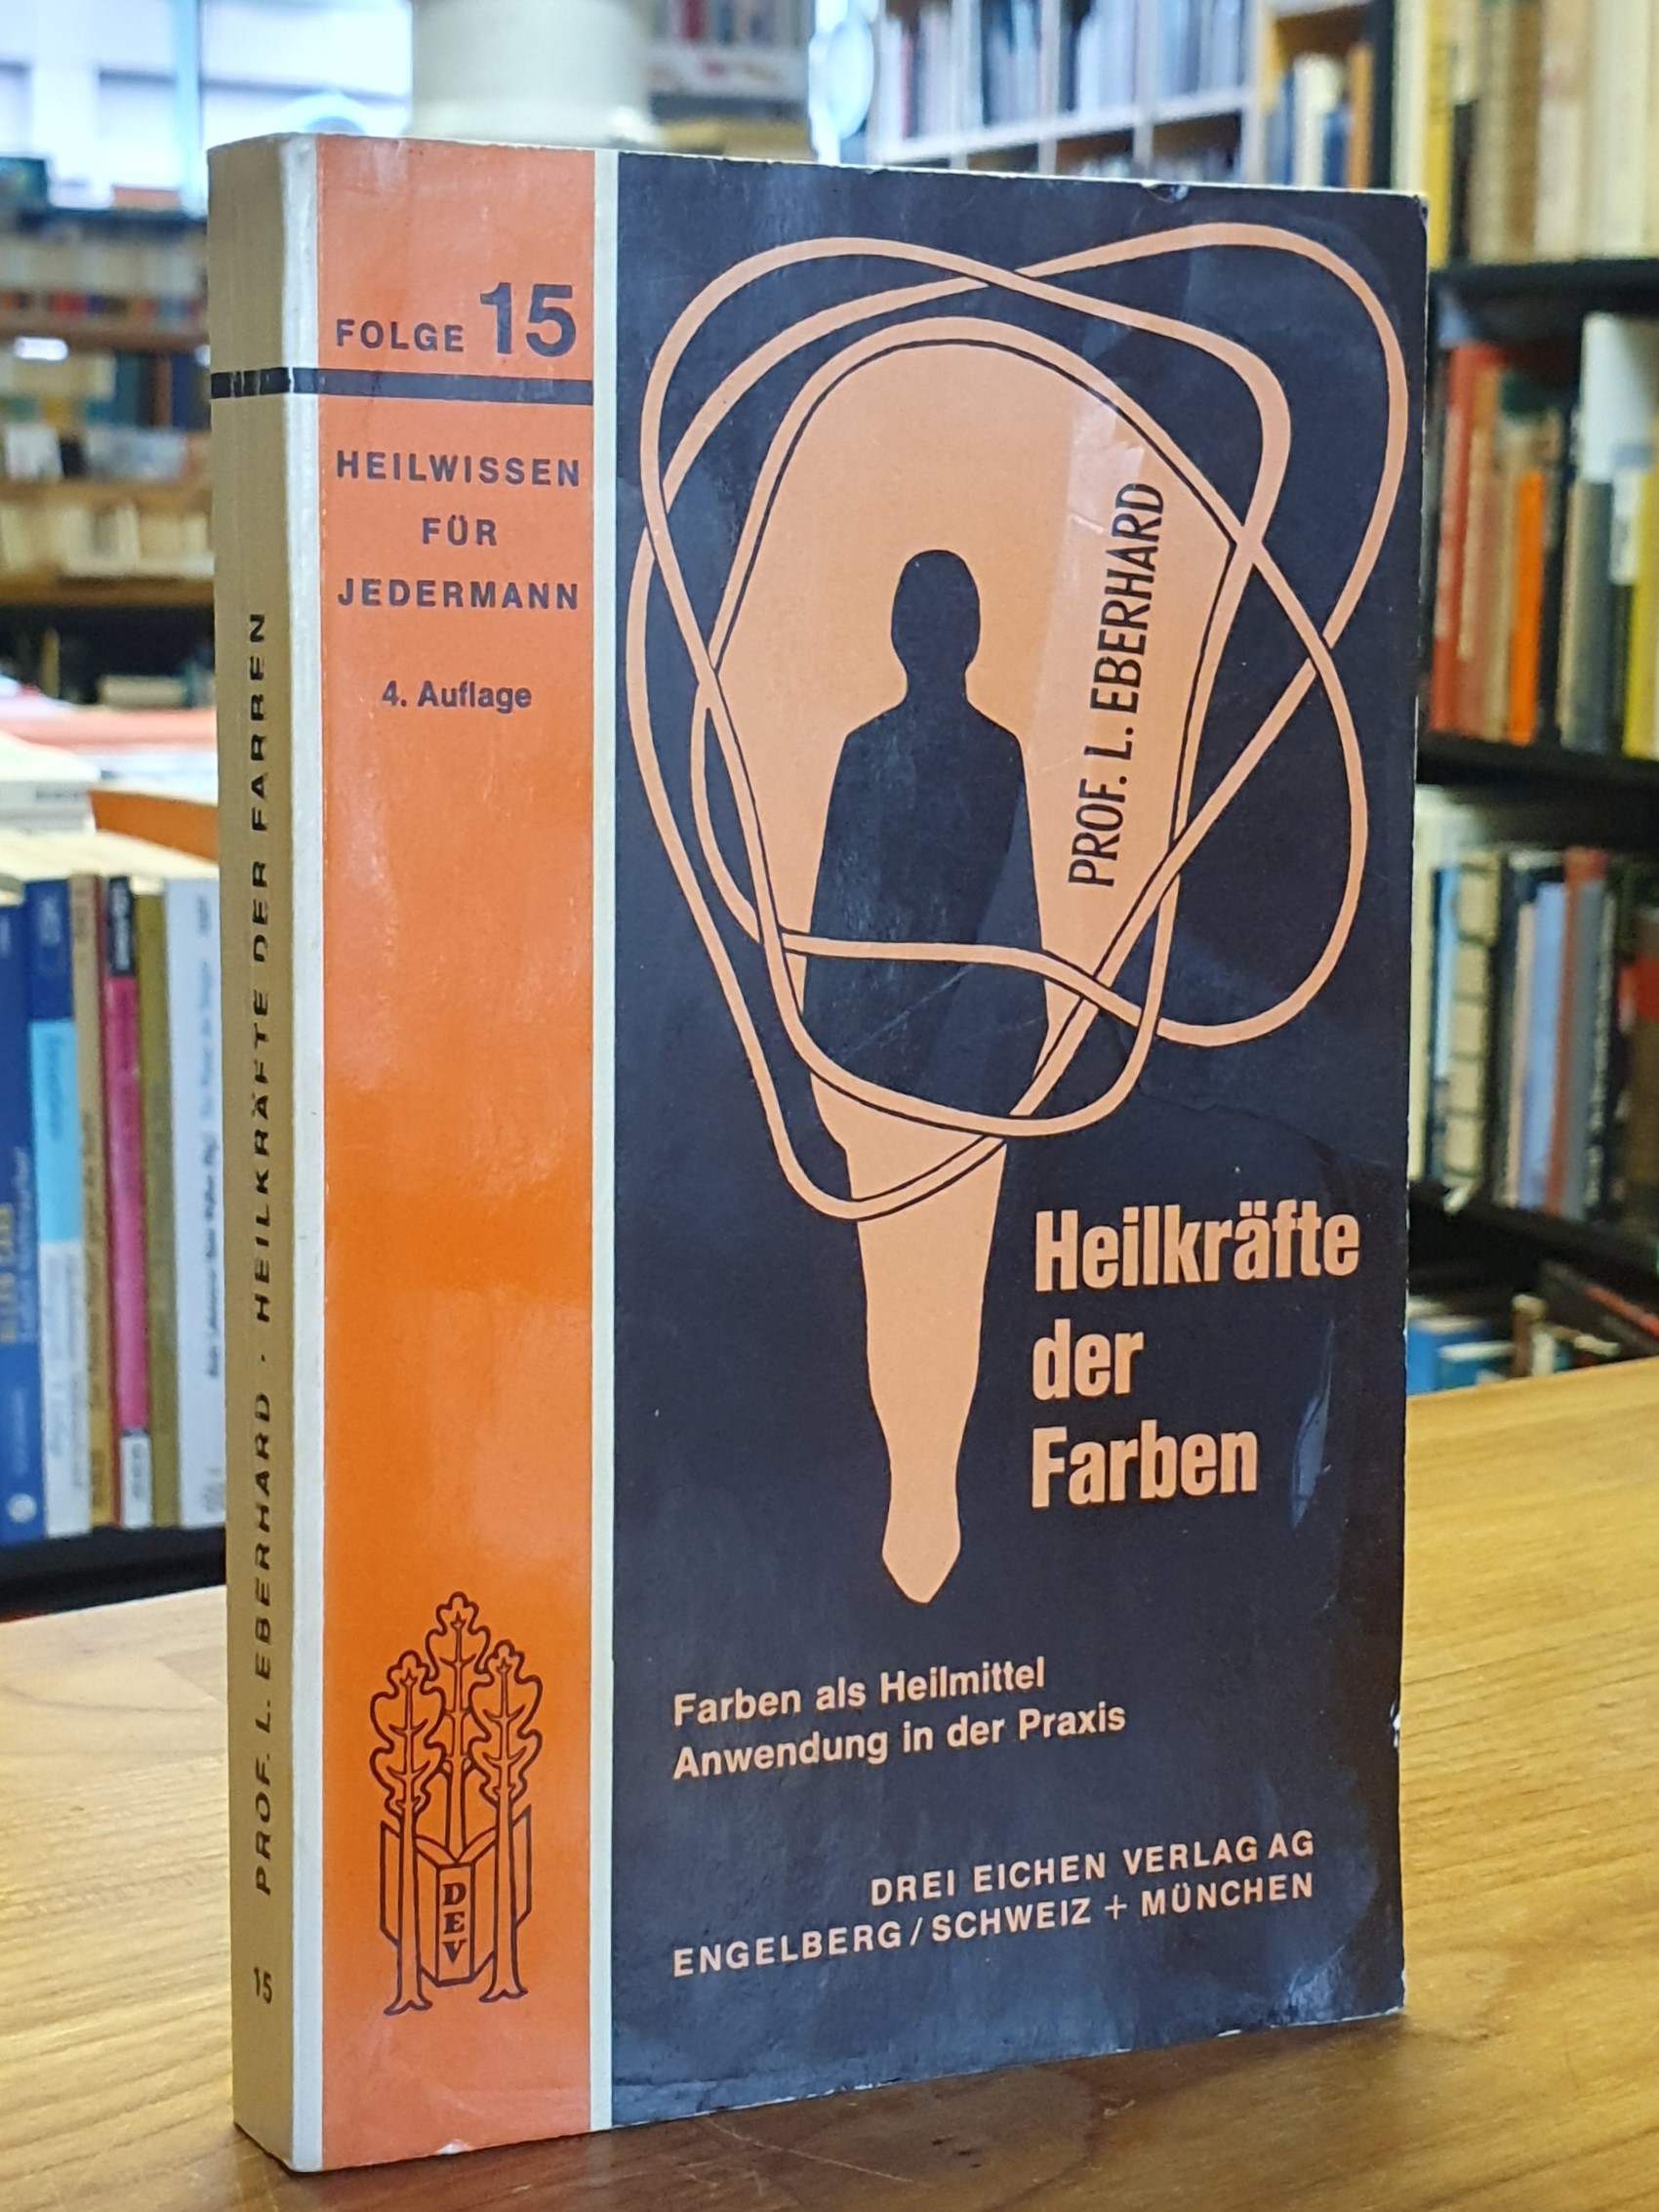 PROF. L. EBERHARD · HEILKRÄFTE DER FARBEN
15
FOLGE 15
HEILWISSEN
FÜR
JEDERMANN
4. Auflage
DEV
PROF. L. EBERHARD
Heilkräfte
der
Farben
Farben als Heilmittel
Anwendung in der Praxis
DREI EICHEN VERLAG AG
ENGELBERG / SCHWEIZ + MÜNCHEN